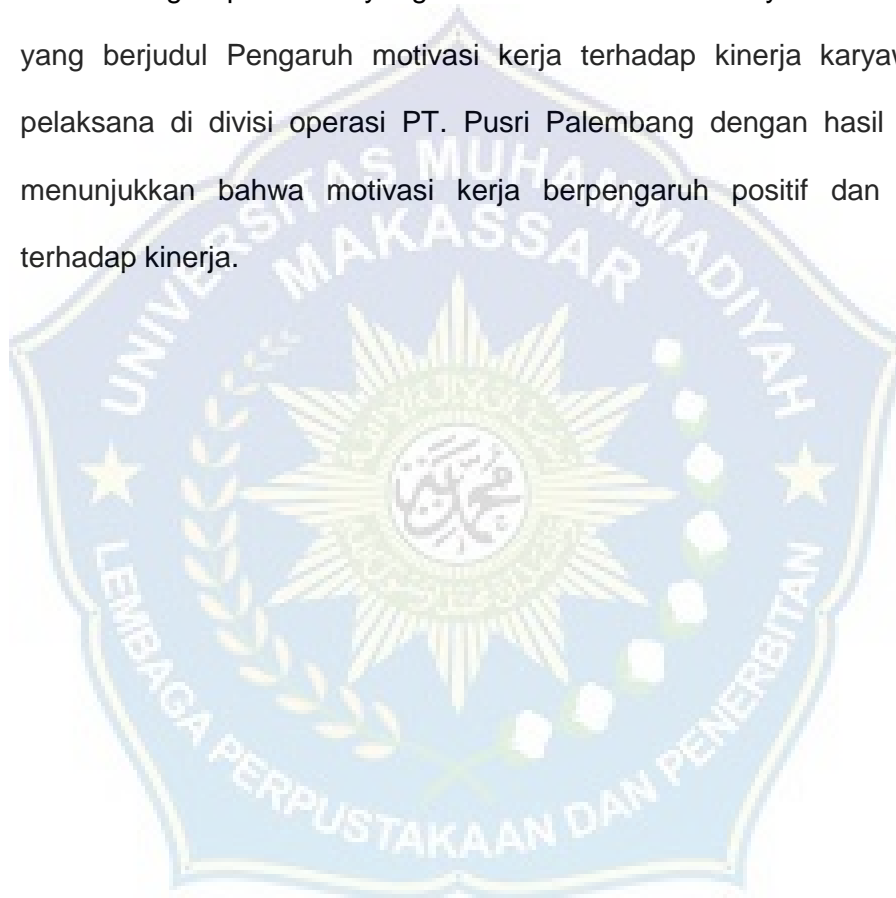 yang berjudul Pengaruh motivasi kerja terhadap kinerja
pelaksana di divisi operasi PT. Pusri Palembang dengan hasil
menunjukkan bahwa motivasi kerja berpengaruh positif dan
terhadap kinerja.
UNIVERSITAS MUHAMMADIYAH
MAKASSAR
LEMBAGA PERPUSTAKAAN DAN PENERBITAN